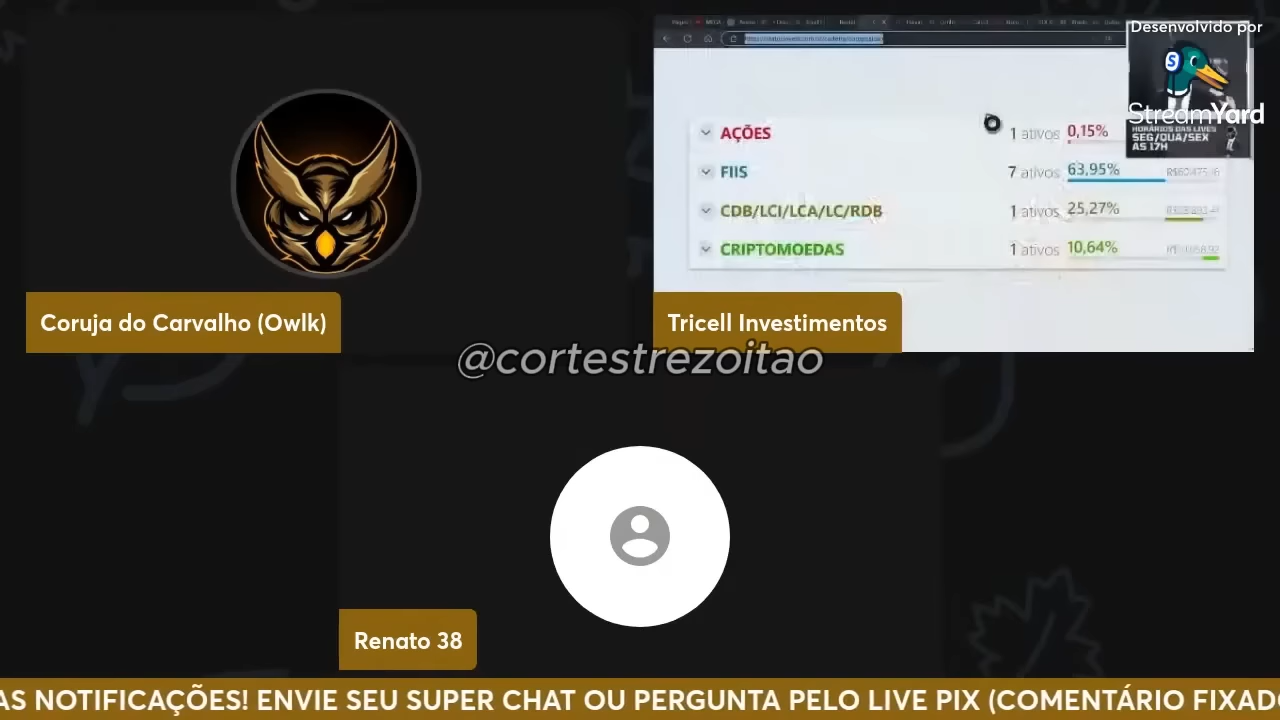 Desenvolvido por
StreamYard
HORÁRIOS DAS LIVES
SEG/QUA/SEX
AS 17H
AÇÕES 1 ativos 0,15%
FIIS 7 ativos 63,95%
CDB/LCI/LCA/LC/RDB 1 ativos 25,27%
CRIPTOMOEDAS 1 ativos 10,64%
Coruja do Carvalho (Owlk)
Tricell Investimentos
@cortestrezoitao
Renato 38
AS NOTIFICAÇÕES! ENVIE SEU SUPER CHAT OU PERGUNTA PELO LIVE PIX (COMENTÁRIO FIXADO